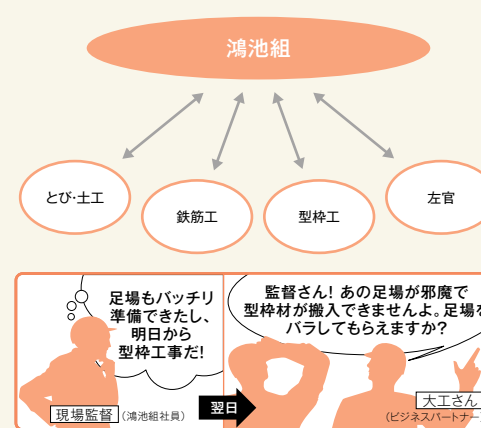 鴻池組
とび・土工
鉄筋工
型枠工
左官
足場もバッチリ
準備できたし、
明日から
型枠工事だ!
監督さん! あの足場が邪魔で
型枠材が搬入できませんよ。足場を
バラしてもらえますか?
現場監督(鴻池組社員)
翌日
大工さん
(ビジネスパートナー